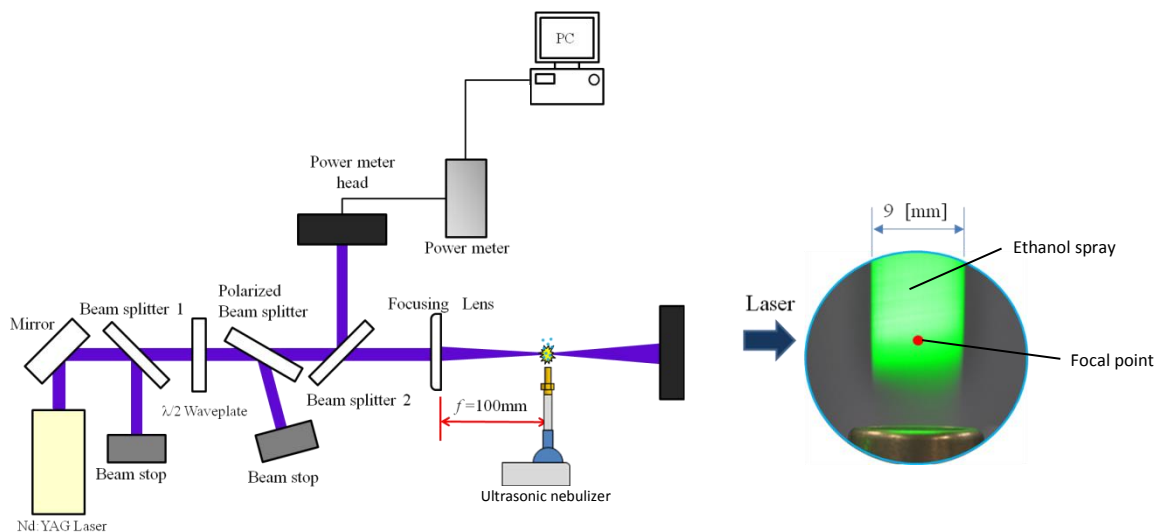 PC
Power meter
head
Power meter
Beam splitter 1
Polarized
Beam splitter
Focusing Lens
Mirror
λ/2 Waveplate
Beam splitter 2
f=100mm
Beam stop
Beam stop
Ultrasonic nebulizer
Nd:YAG Laser
9 [mm]
Ethanol spray
Laser
Focal point